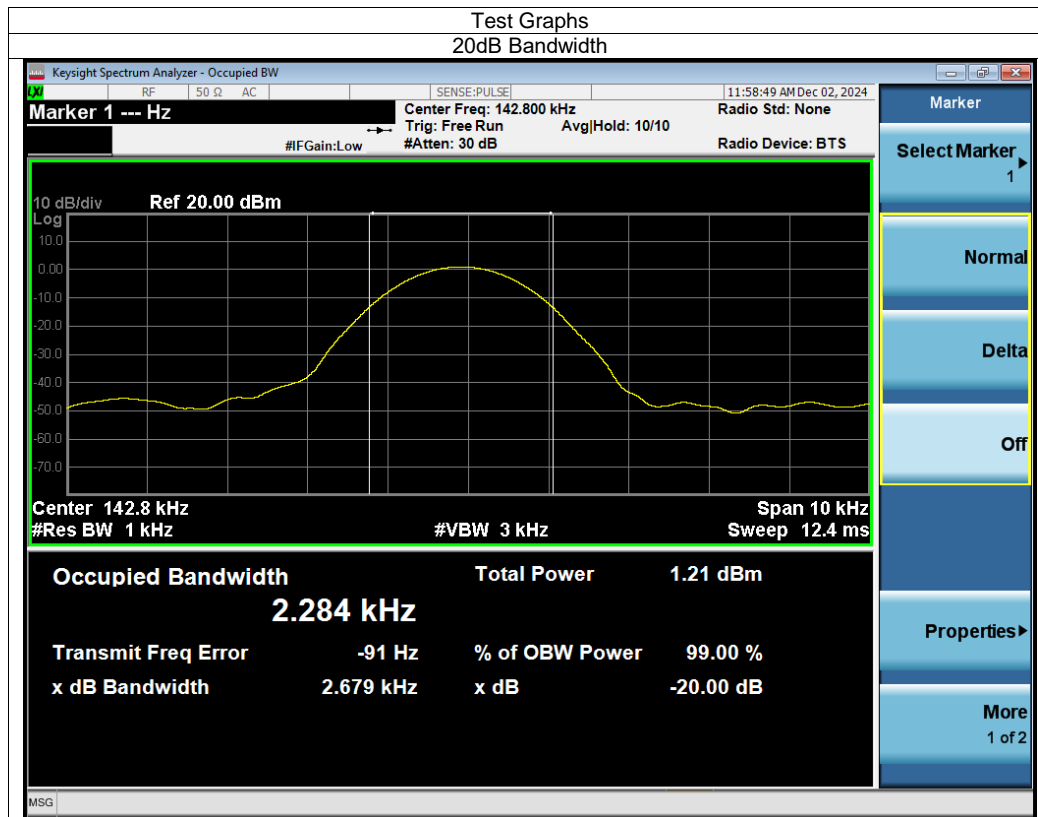 Test Graphs
20dB Bandwidth
Keysight Spectrum Analyzer - Occupied BW
LXI RF 50 Ω AC SENSE:PULSE 11:58:49 AM Dec 02, 2024
Marker 1 --- Hz
Center Freq: 142.800 kHz Radio Std: None
Trig: Free Run Avg|Hold: 10/10
#IFGain:Low #Atten: 30 dB Radio Device: BTS
10 dB/div Ref 20.00 dBm
Log
10.0
0.00
-10.0
-20.0
-30.0
-40.0
-50.0
-60.0
-70.0
Center 142.8 kHz Span 10 kHz
#Res BW 1 kHz #VBW 3 kHz Sweep 12.4 ms
Occupied Bandwidth Total Power 1.21 dBm
2.284 kHz
Transmit Freq Error -91 Hz % of OBW Power 99.00 %
x dB Bandwidth 2.679 kHz x dB -20.00 dB
Marker
Select Marker
1
Normal
Delta
Off
Properties
More
1 of 2
MSG